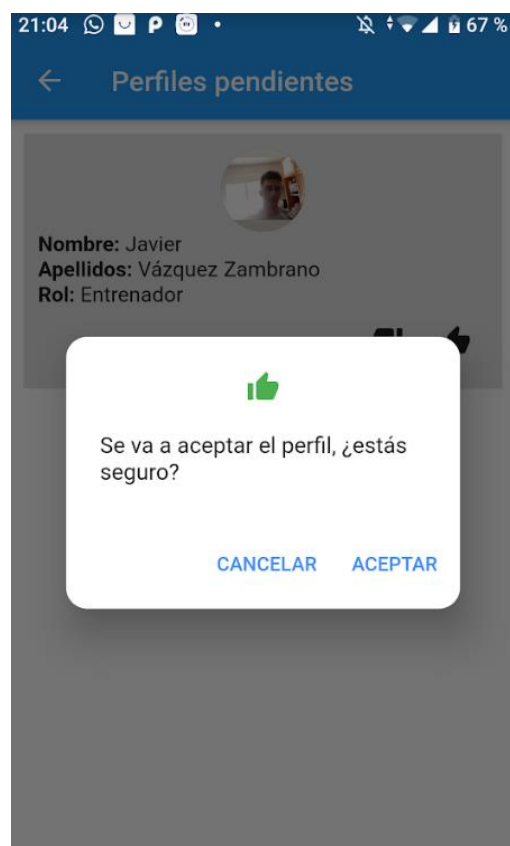 21:04 67 %
Perfiles pendientes
Nombre: Javier
Apellidos: Vázquez Zambrano
Rol: Entrenador
Se va a aceptar el perfil, ¿estás
seguro?
CANCELAR ACEPTAR